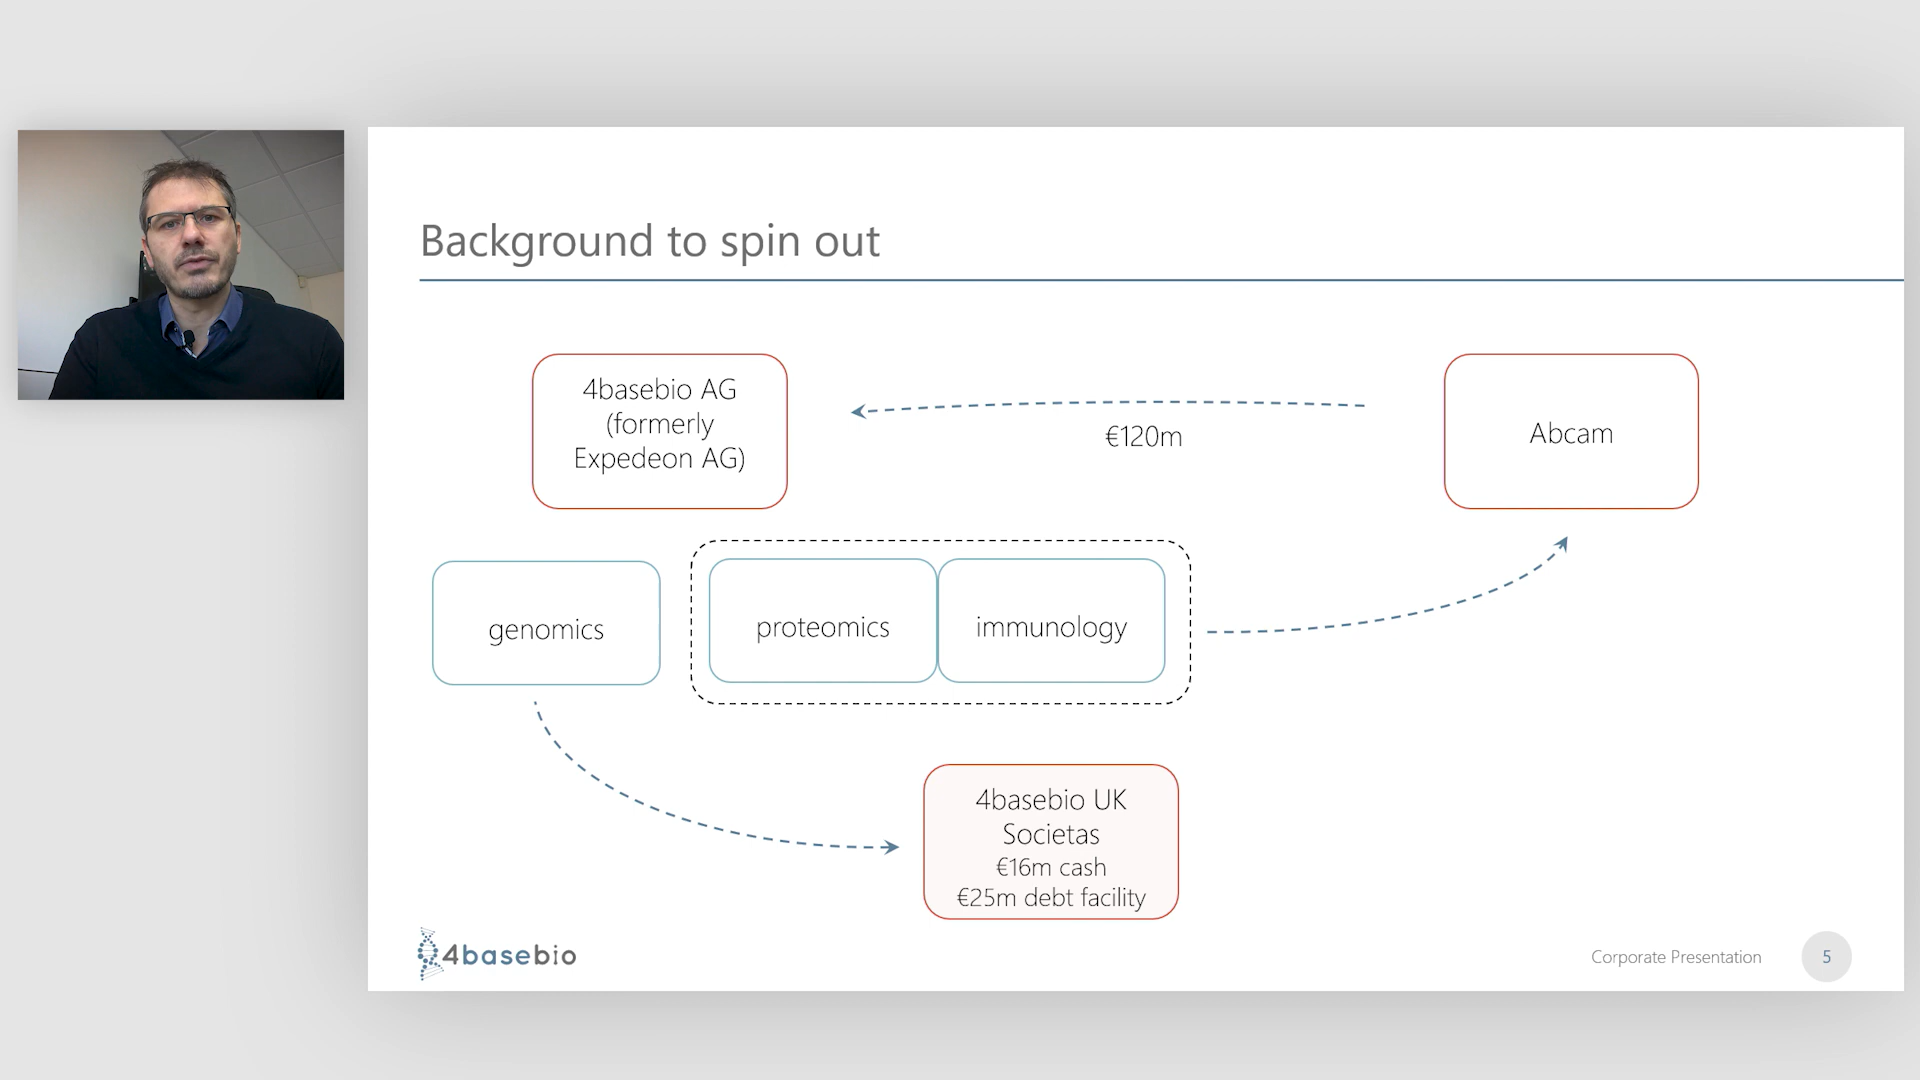 Background to spin out
4basebio AG
(formerly
Expedeon AG)
€120m
Abcam
genomics
proteomics
immunology
4basebio UK
Societas
€16m cash
€25m debt facility
4basebio
Corporate Presentation
5